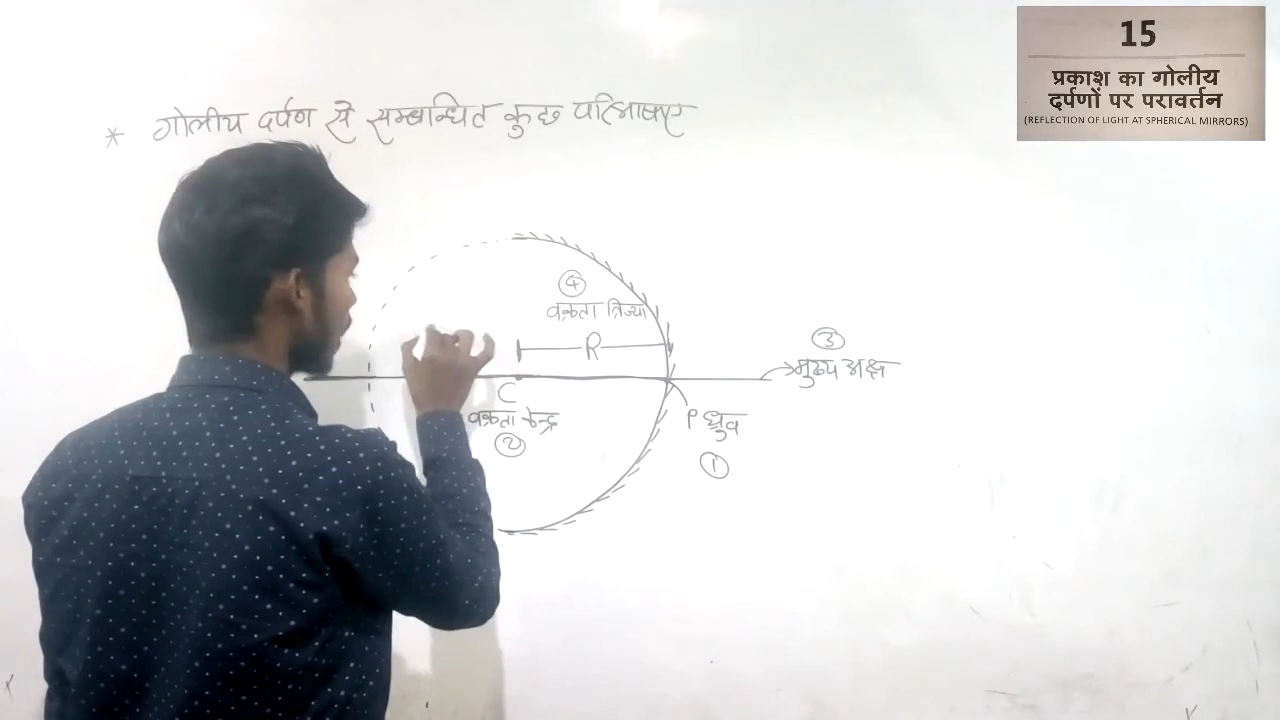 15
प्रकाश का गोलीय
दर्पणों पर परावर्तन
(REFLECTION OF LIGHT AT SPHERICAL MIRRORS)
* गोलीय दर्पण से सम्बन्धित कुछ परिभाषाए
4
वक्रता त्रिज्या
R
3
मुख्य अक्ष
C
वक्रता केन्द्र
2
P ध्रुव
1